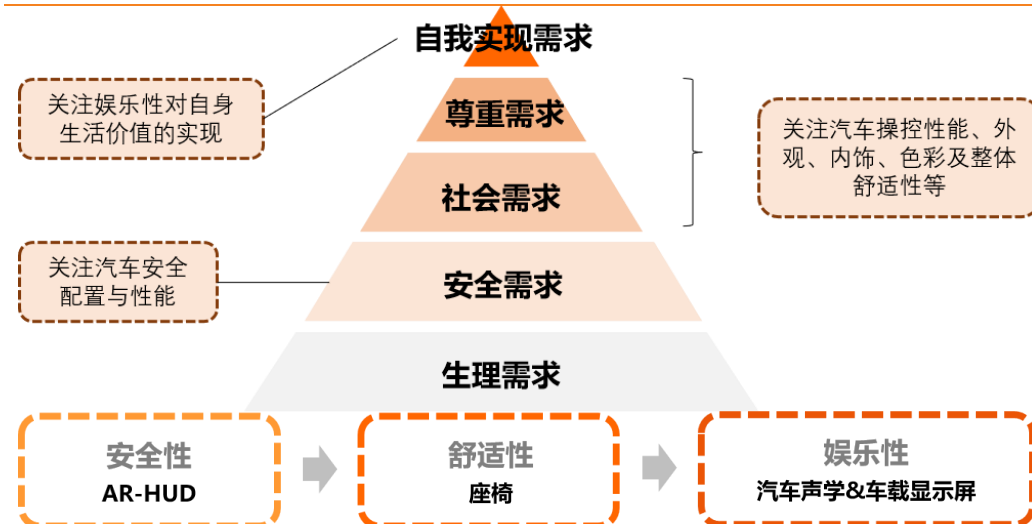 自我实现需求
关注娱乐性对自身
生活价值的实现
尊重需求
关注汽车操控性能、外
观、内饰、色彩及整体
舒适性等
社会需求
关注汽车安全
配置与性能
安全需求
生理需求
安全性
AR-HUD
舒适性
座椅
娱乐性
汽车声学&车载显示屏